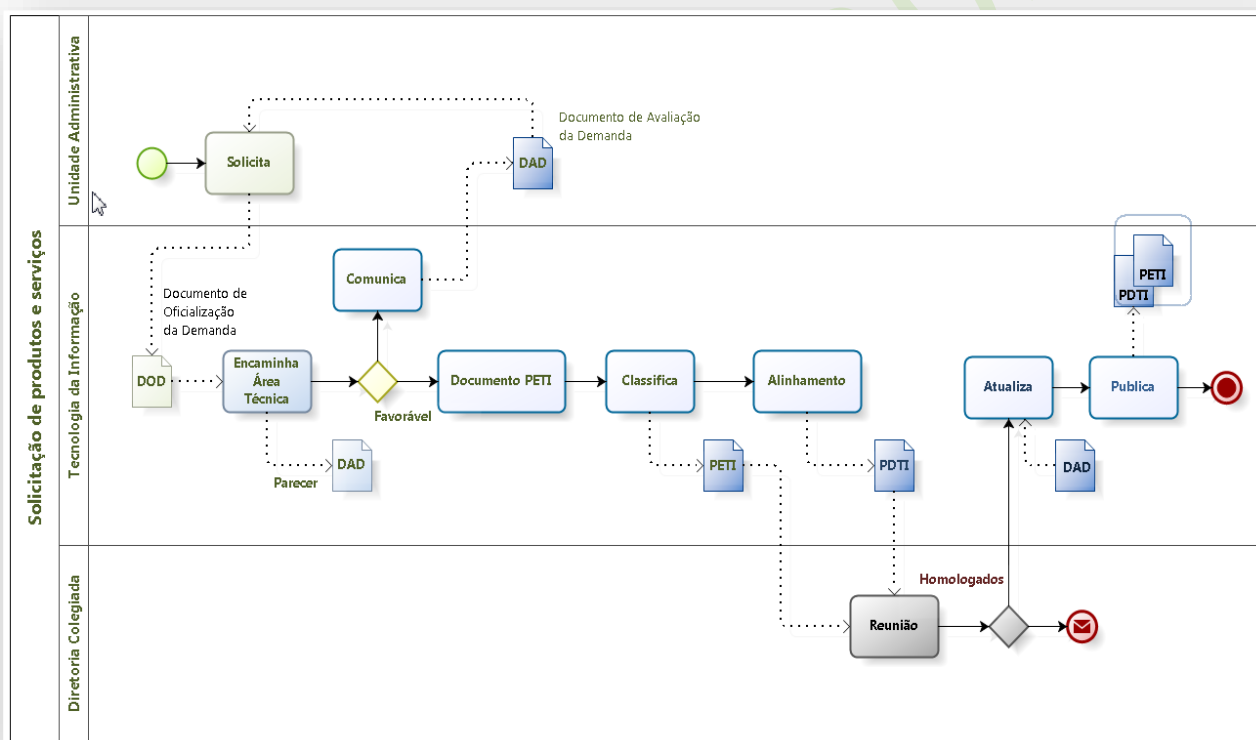 Solicitação de produtos e serviços
Unidade Administrativa
Solicita
DAD
Documento de Avaliação
da Demanda
Tecnologia da Informação
Comunica
Documento de
Oficialização
da Demanda
DOD
Encaminha
Área
Técnica
Favorável
Documento PETI
Classifica
Alinhamento
Atualiza
Publica
PETI
PDTI
Parecer
DAD
PETI
PDTI
DAD
Diretoria Colegiada
Reunião
Homologados